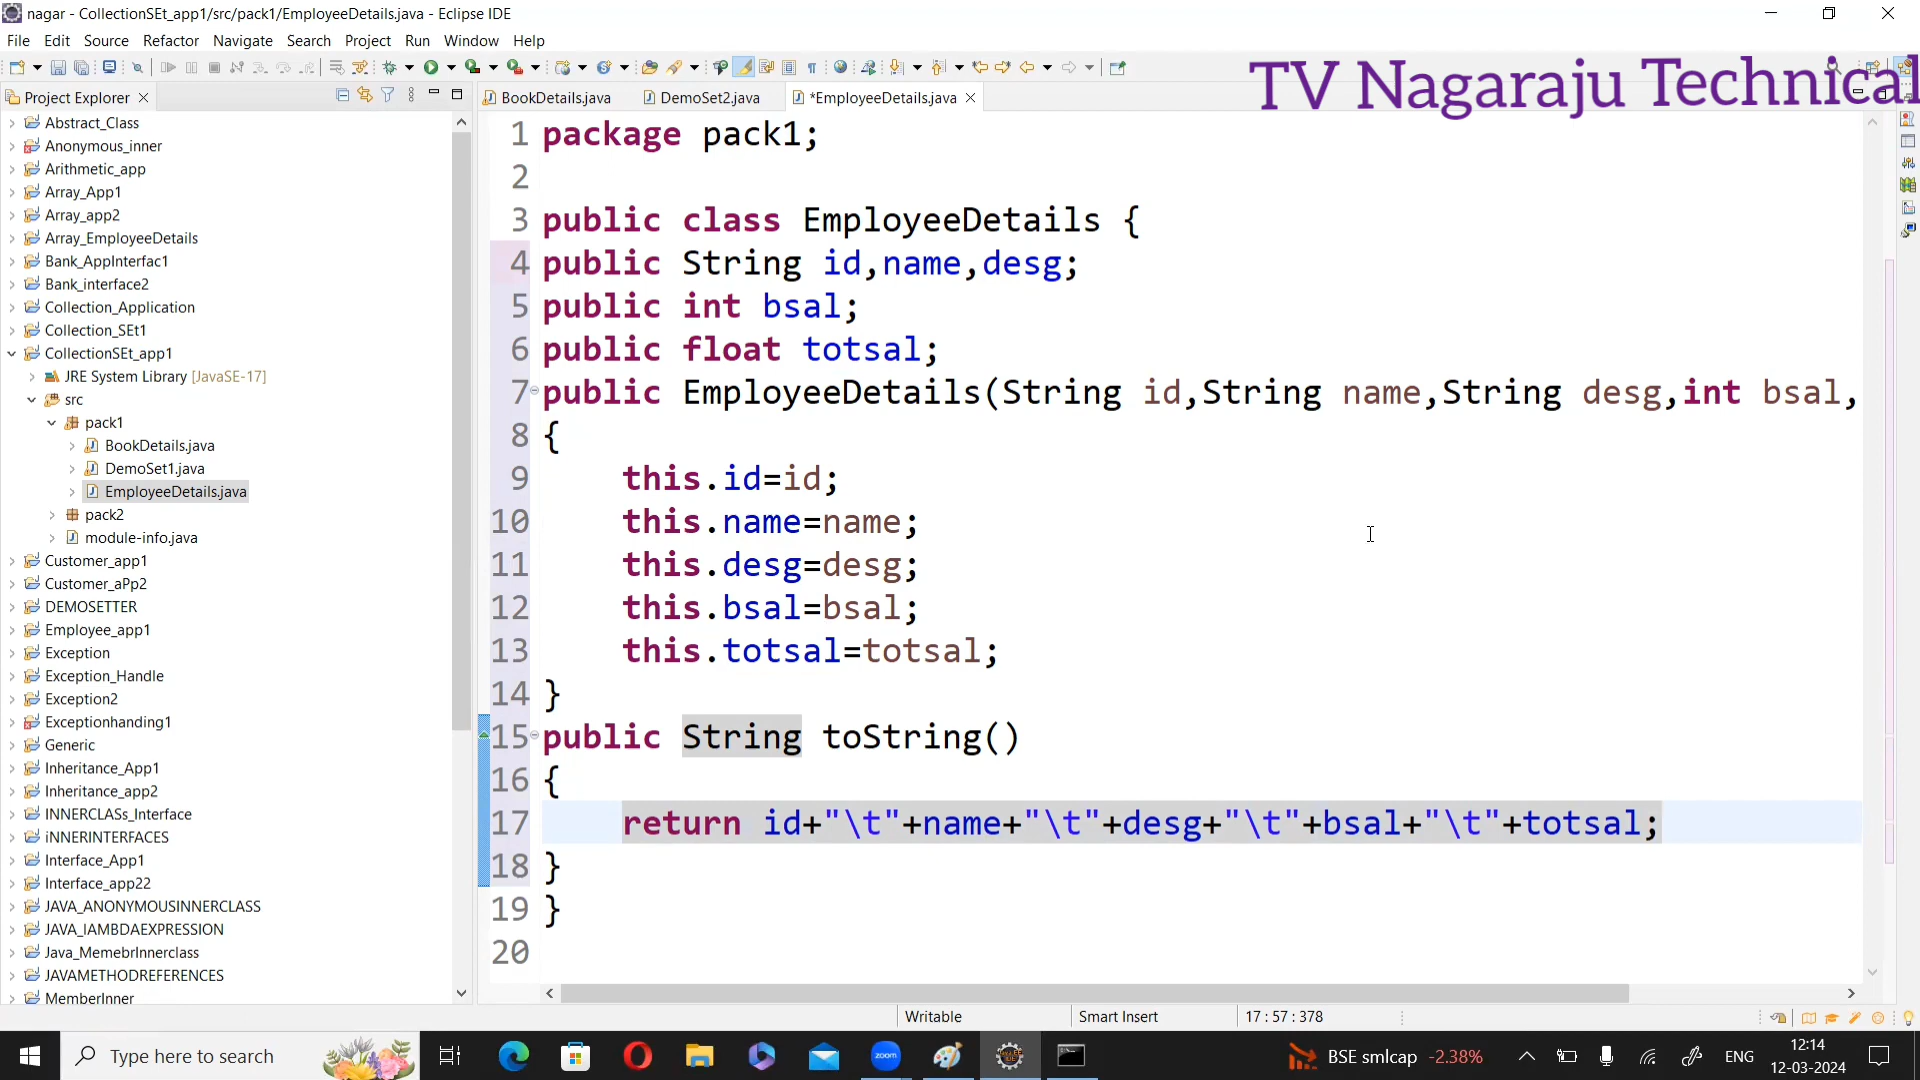 nagar - CollectionSEt_app1/src/pack1/EmployeeDetails.java - Eclipse IDE
File Edit Source Refactor Navigate Search Project Run Window Help
TV Nagaraju Technical
Project Explorer
BookDetails.java DemoSet2.java *EmployeeDetails.java
Abstract_Class
Anonymous_inner
Arithmetic_app
Array_App1
Array_app2
Array_EmployeeDetails
Bank_AppInterfac1
Bank_interface2
Collection_Application
Collection_SEt1
CollectionSEt_app1
JRE System Library [JavaSE-17]
src
pack1
BookDetails.java
DemoSet1.java
EmployeeDetails.java
pack2
module-info.java
Customer_app1
Customer_aPp2
DEMOSETTER
Employee_app1
Exception
Exception_Handle
Exception2
Exceptionhanding1
Generic
Inheritance_App1
Inheritance_app2
INNERCLASs_Interface
iNNERINTERFACES
Interface_App1
Interface_app22
JAVA_ANONYMOUSINNERCLASS
JAVA_lAMBDAEXPRESSION
Java_MemebrInnerclass
JAVAMETHODREFERENCES
MemberInner
1 package pack1;
2
3 public class EmployeeDetails {
4 public String id,name,desg;
5 public int bsal;
6 public float totsal;
7 public EmployeeDetails(String id,String name,String desg,int bsal,
8 {
9 this.id=id;
10 this.name=name;
11 this.desg=desg;
12 this.bsal=bsal;
13 this.totsal=totsal;
14 }
15 public String toString()
16 {
17 return id+"\t"+name+"\t"+desg+"\t"+bsal+"\t"+totsal;
18 }
19 }
20
Writable Smart Insert 17 : 57 : 378
Type here to search
zoom
BSE smlcap -2.38%
ENG
12:14
12-03-2024